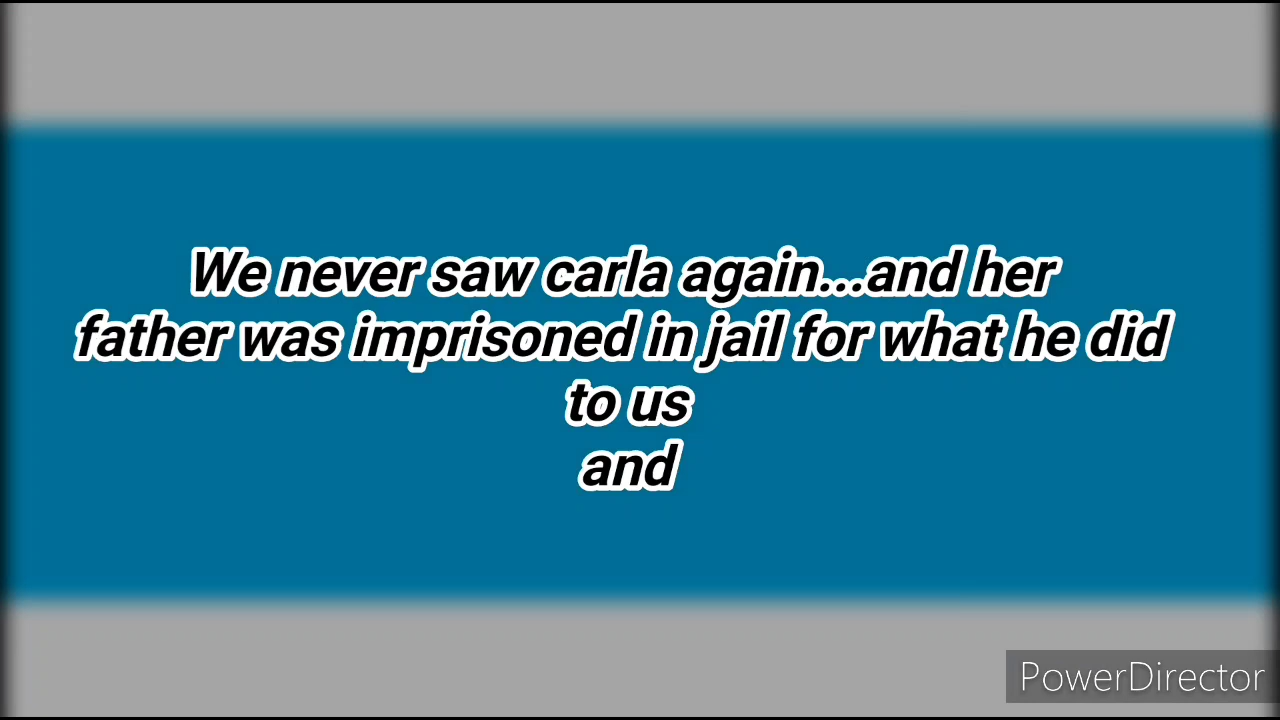 We never saw carla again...and her
father was imprisoned in jail for what he did
to us
and
PowerDirector